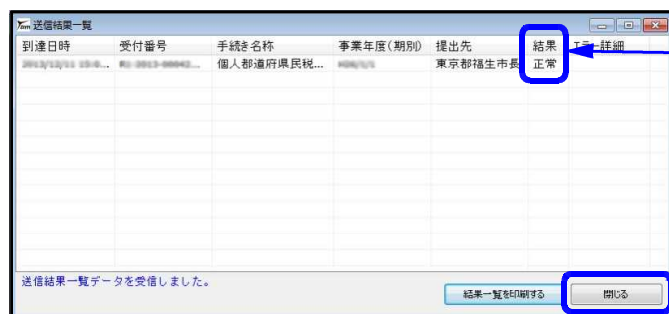 送信結果一覧
到達日時 受付番号 手続き名称 事業年度(期別) 提出先 結果 エラー詳細
個人都道府県民税... 東京都福生市長 正常
送信結果一覧データを受信しました。
結果一覧を印刷する 閉じる